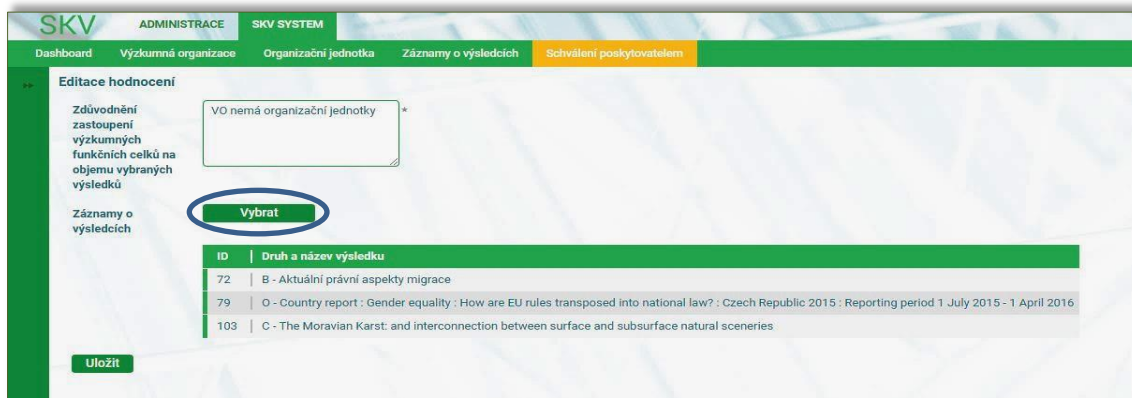 SKV ADMINISTRACE SKV SYSTEM
Dashboard Výzkumná organizace Organizační jednotka Záznamy o výsledcích Schválení poskytovatelem
Editace hodnocení
Zdůvodnění
zastoupení
výzkumných
funkčních celků na
objemu vybraných
výsledků
VO nemá organizační jednotky *
Záznamy o
výsledcích
Vybrat
ID Druh a název výsledku
72 B - Aktuální právní aspekty migrace
79 O - Country report : Gender equality : How are EU rules transposed into national law? : Czech Republic 2015 : Reporting period 1 July 2015 - 1 April 2016
103 C - The Moravian Karst: and interconnection between surface and subsurface natural sceneries
Uložit